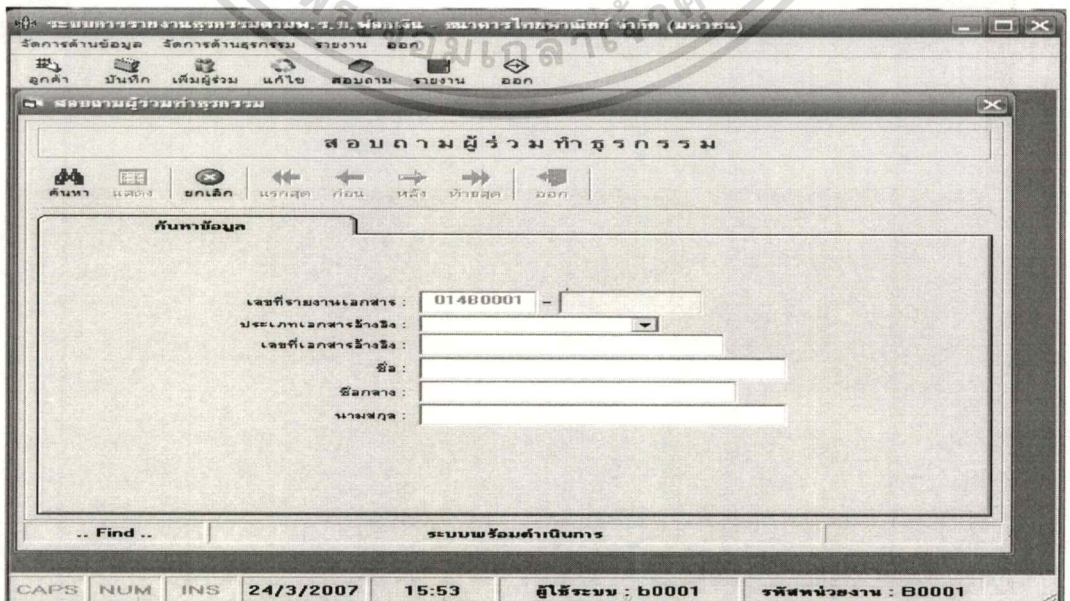 ระบบการรายงานธุรกรรมตามพ.ร.บ.ฟอกเงิน - ธนาคารไทยพาณิชย์ จำกัด (มหาชน)
จัดการด้านข้อมูล จัดการด้านธุรกรรม รายงาน ออก
ลูกค้า บันทึก เพิ่มผู้ร่วม แก้ไข สอบถาม รายงาน ออก
สอบถามผู้ร่วมทำธุรกรรม
สอบถามผู้ร่วมทำธุรกรรม
ค้นหา แสดง ยกเลิก แรกสุด ก่อน หลัง ท้ายสุด ออก
ค้นหาข้อมูล
เลขที่รายงานเอกสาร : 014B0001 -
ประเภทเอกสารอ้างอิง :
เลขที่เอกสารอ้างอิง :
ชื่อ :
ชื่อกลาง :
นามสกุล :
.. Find .. ระบบพร้อมดำเนินการ
CAPS NUM INS 24/3/2007 15:53 ผู้ใช้ระบบ : b0001 รหัสหน่วยงาน : B0001